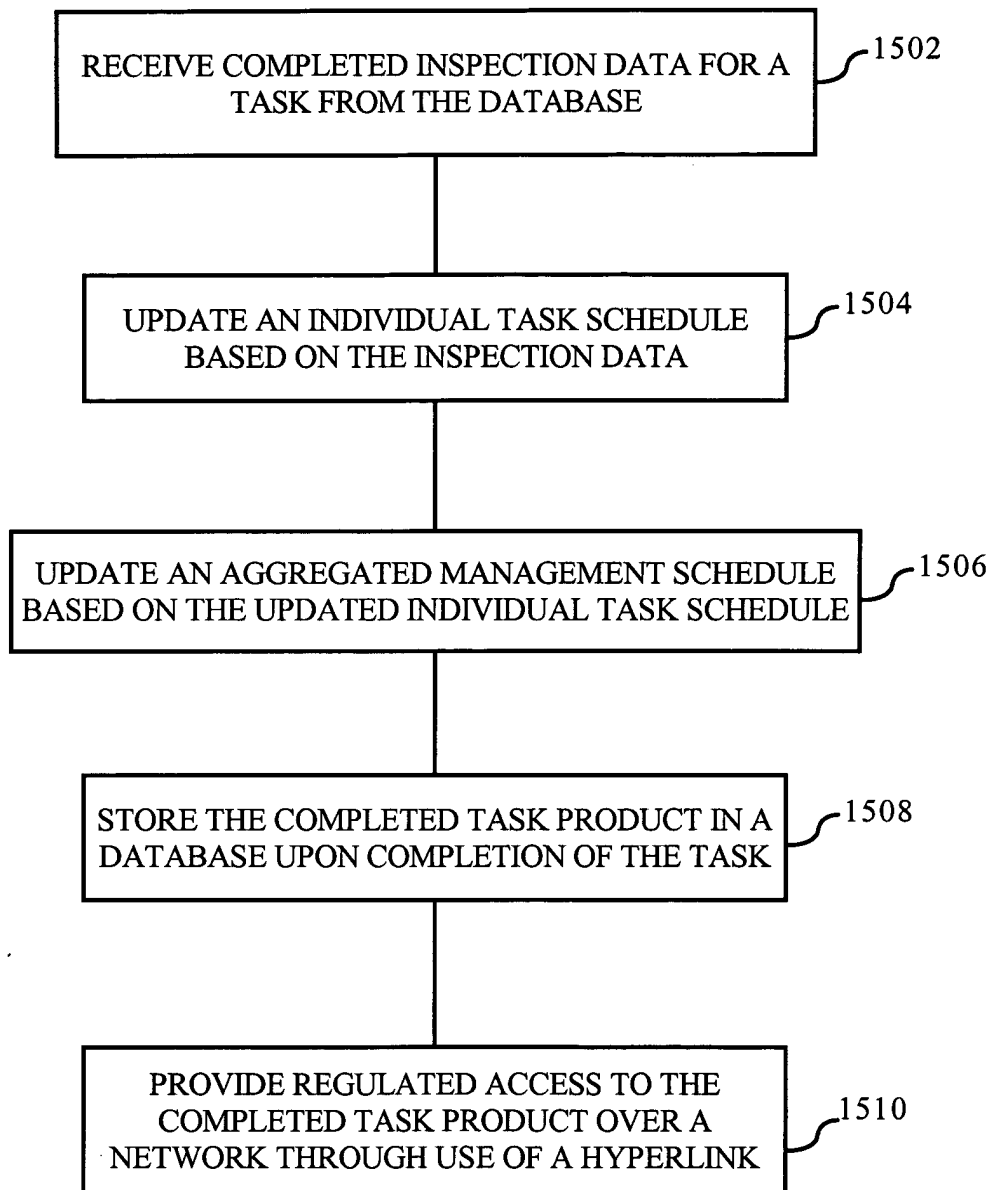 RECEIVE COMPLETED INSPECTION DATA FOR A
TASK FROM THE DATABASE
1502
UPDATE AN INDIVIDUAL TASK SCHEDULE
BASED ON THE INSPECTION DATA
1504
UPDATE AN AGGREGATED MANAGEMENT SCHEDULE
BASED ON THE UPDATED INDIVIDUAL TASK SCHEDULE
1506
STORE THE COMPLETED TASK PRODUCT IN A
DATABASE UPON COMPLETION OF THE TASK
1508
PROVIDE REGULATED ACCESS TO THE
COMPLETED TASK PRODUCT OVER A
NETWORK THROUGH USE OF A HYPERLINK
1510